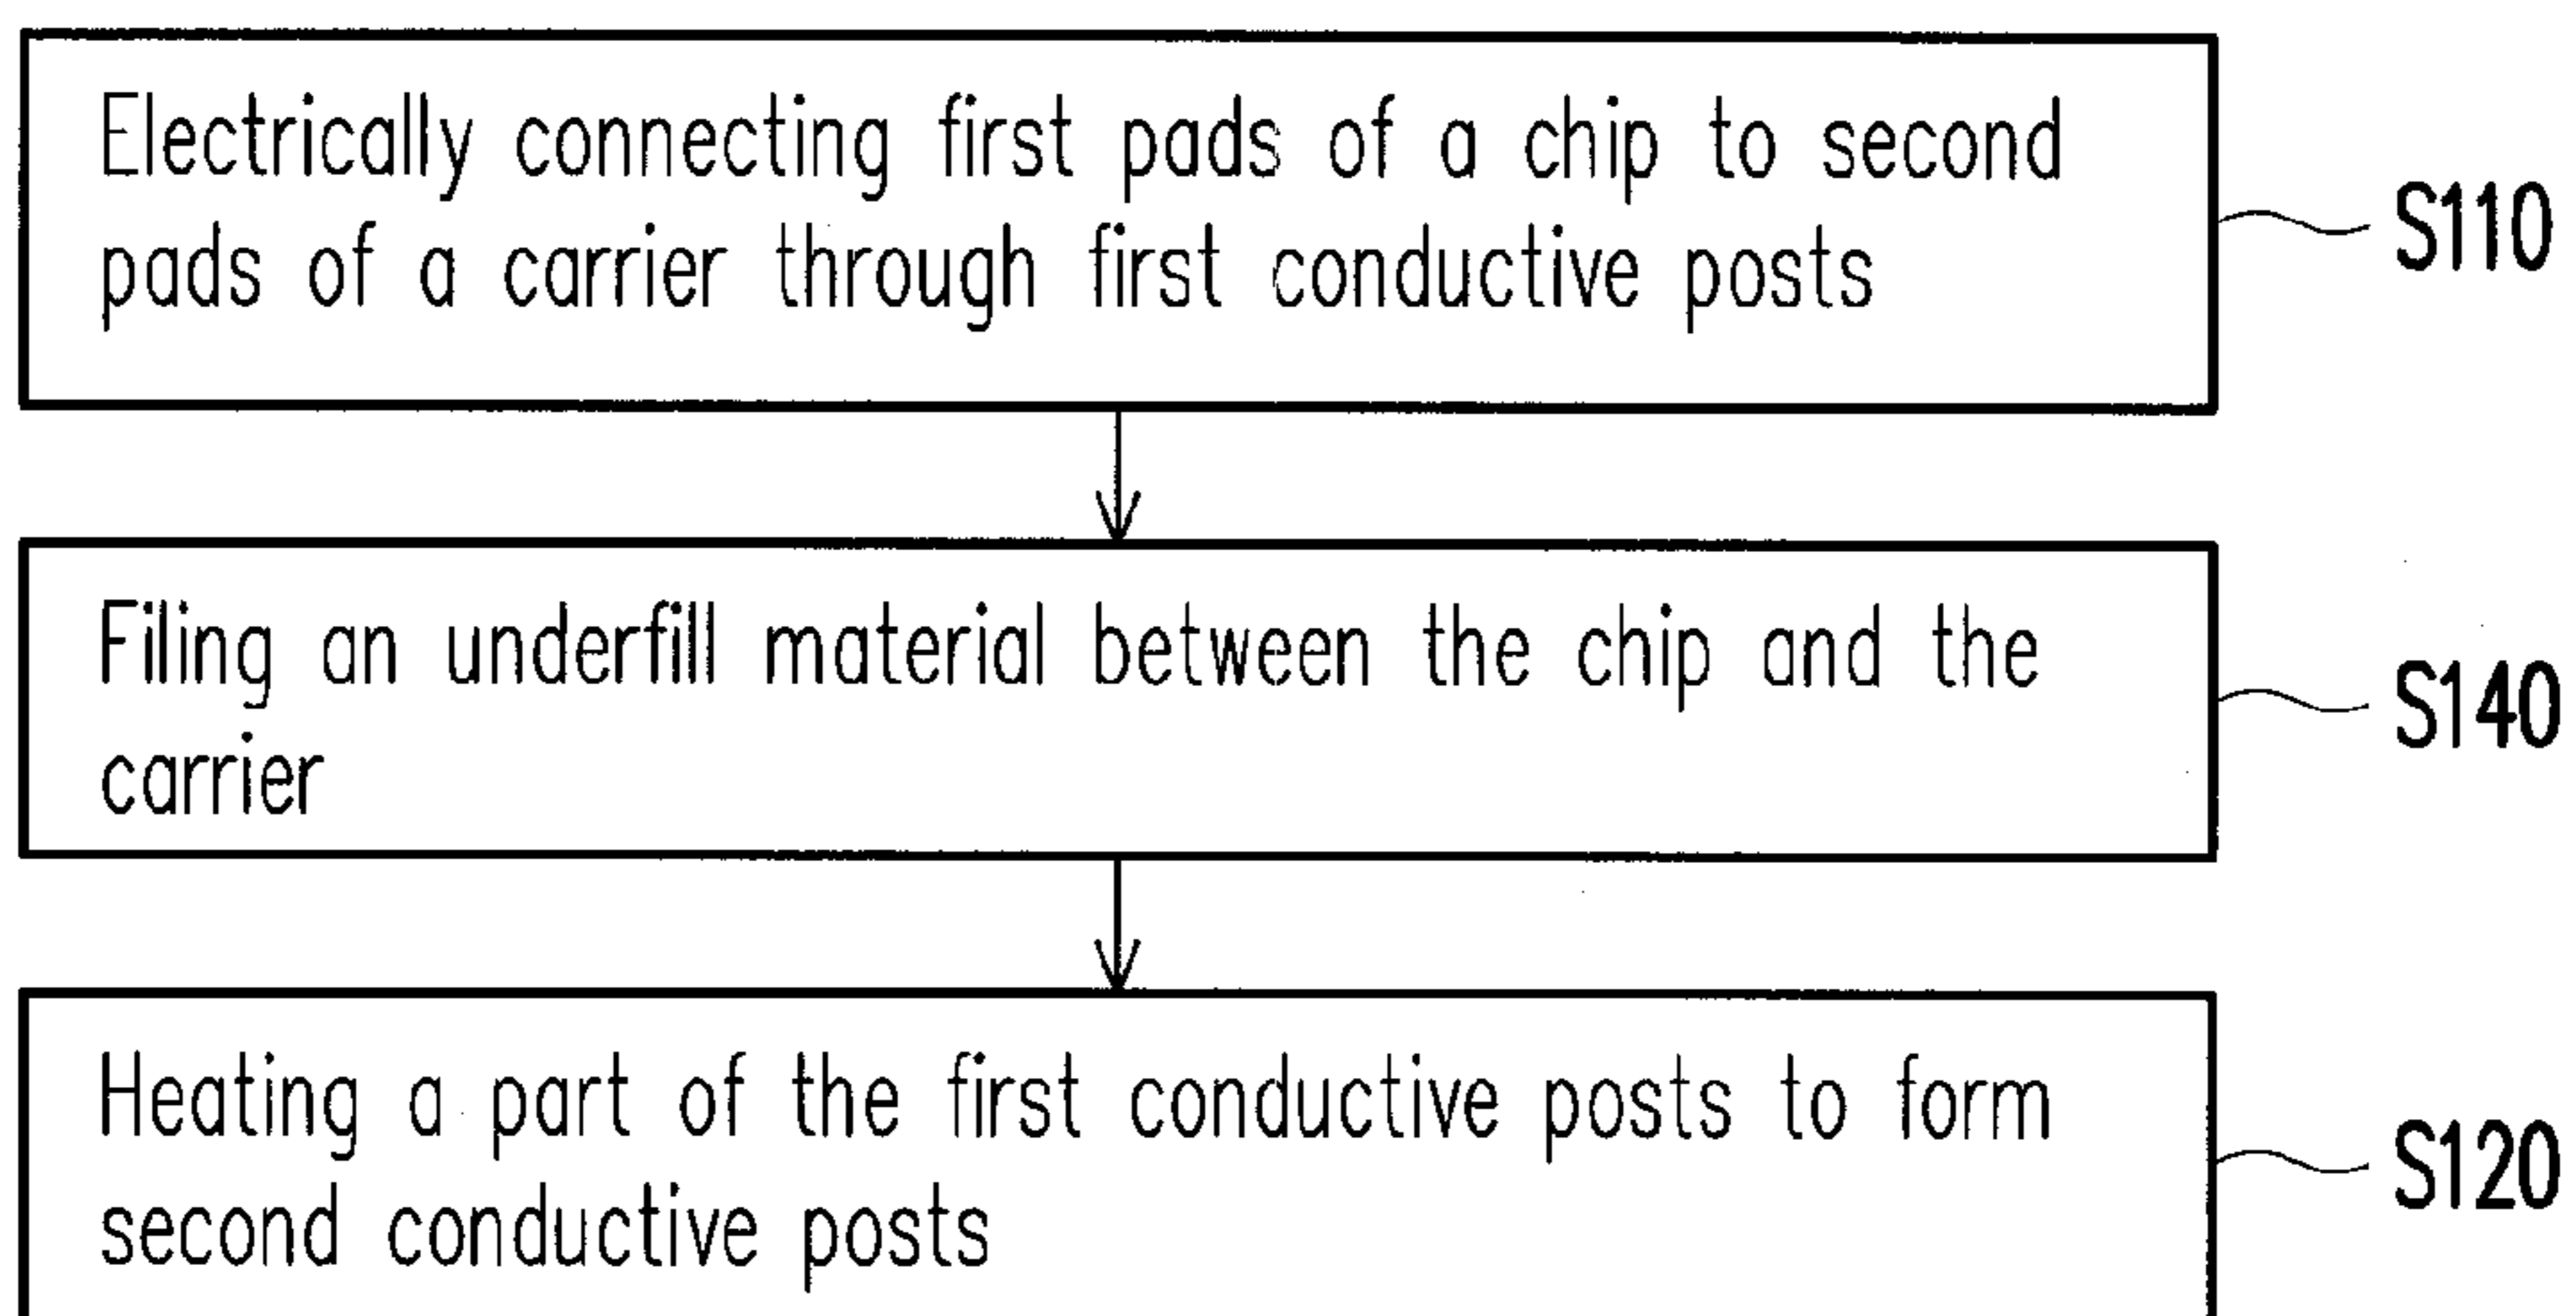 Electrically connecting first pads of a chip to second
pads of a carrier through first conductive posts
S110
Filing an underfill material between the chip and the
carrier
S140
Heating a part of the first conductive posts to form
second conductive posts
S120